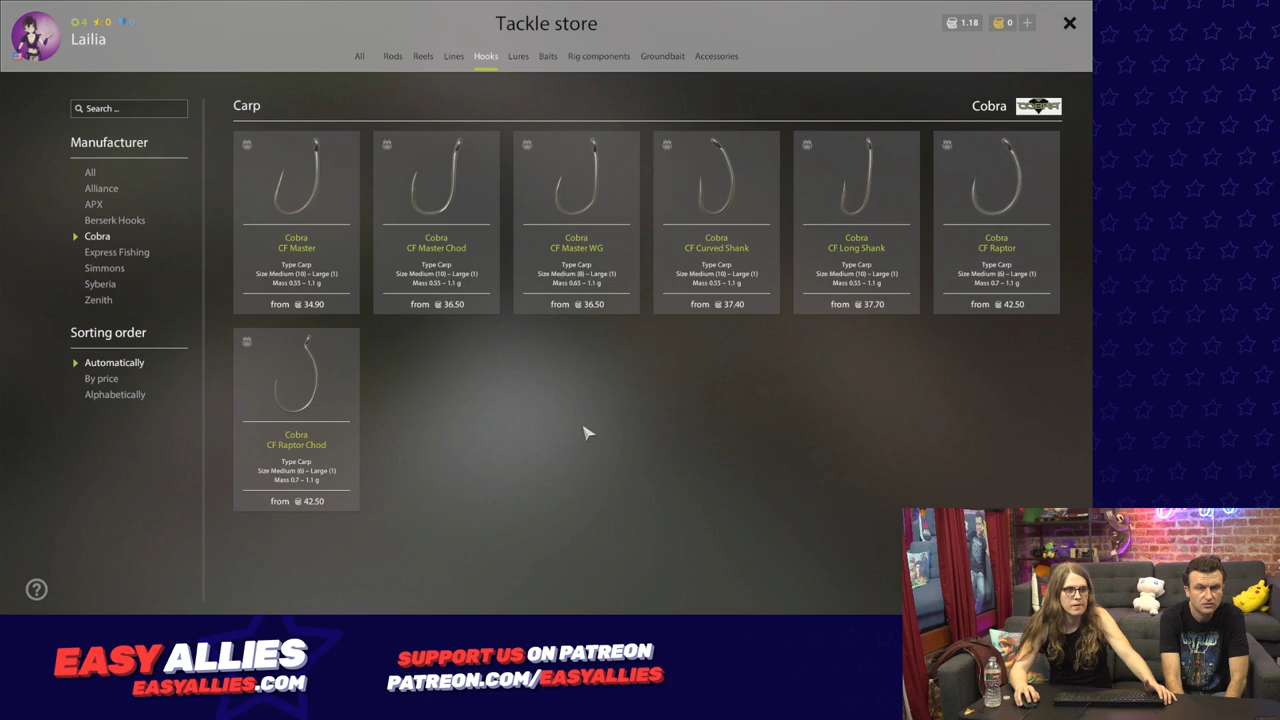 4 0 0
Lailia
Tackle store
1.18 0 +
All Rods Reels Lines Hooks Lures Baits Rig components Groundbait Accessories
Search ...
Manufacturer
All
Alliance
APX
Berserk Hooks
Cobra
Express Fishing
Simmons
Syberia
Zenith
Sorting order
Automatically
By price
Alphabetically
Carp
Cobra COBRA
Cobra
CF Master
Type Carp
Size Medium (10) – Large (1)
Mass 0.55 – 1.1 g
from 34.90
Cobra
CF Master Chod
Type Carp
Size Medium (10) – Large (1)
Mass 0.55 – 1.1 g
from 36.50
Cobra
CF Master WG
Type Carp
Size Medium (8) – Large (1)
Mass 0.65 – 1.1 g
from 36.50
Cobra
CF Curved Shank
Type Carp
Size Medium (10) – Large (1)
Mass 0.55 – 1.1 g
from 37.40
Cobra
CF Long Shank
Type Carp
Size Medium (10) – Large (1)
Mass 0.55 – 1.1 g
from 37.70
Cobra
CF Raptor
Type Carp
Size Medium (6) – Large (1)
Mass 0.7 – 1.1 g
from 42.50
Cobra
CF Raptor Chod
Type Carp
Size Medium (6) – Large (1)
Mass 0.7 – 1.1 g
from 42.50
?
EASY ALLIES
EASYALLIES.COM
SUPPORT US ON PATREON
PATREON.COM/EASYALLIES